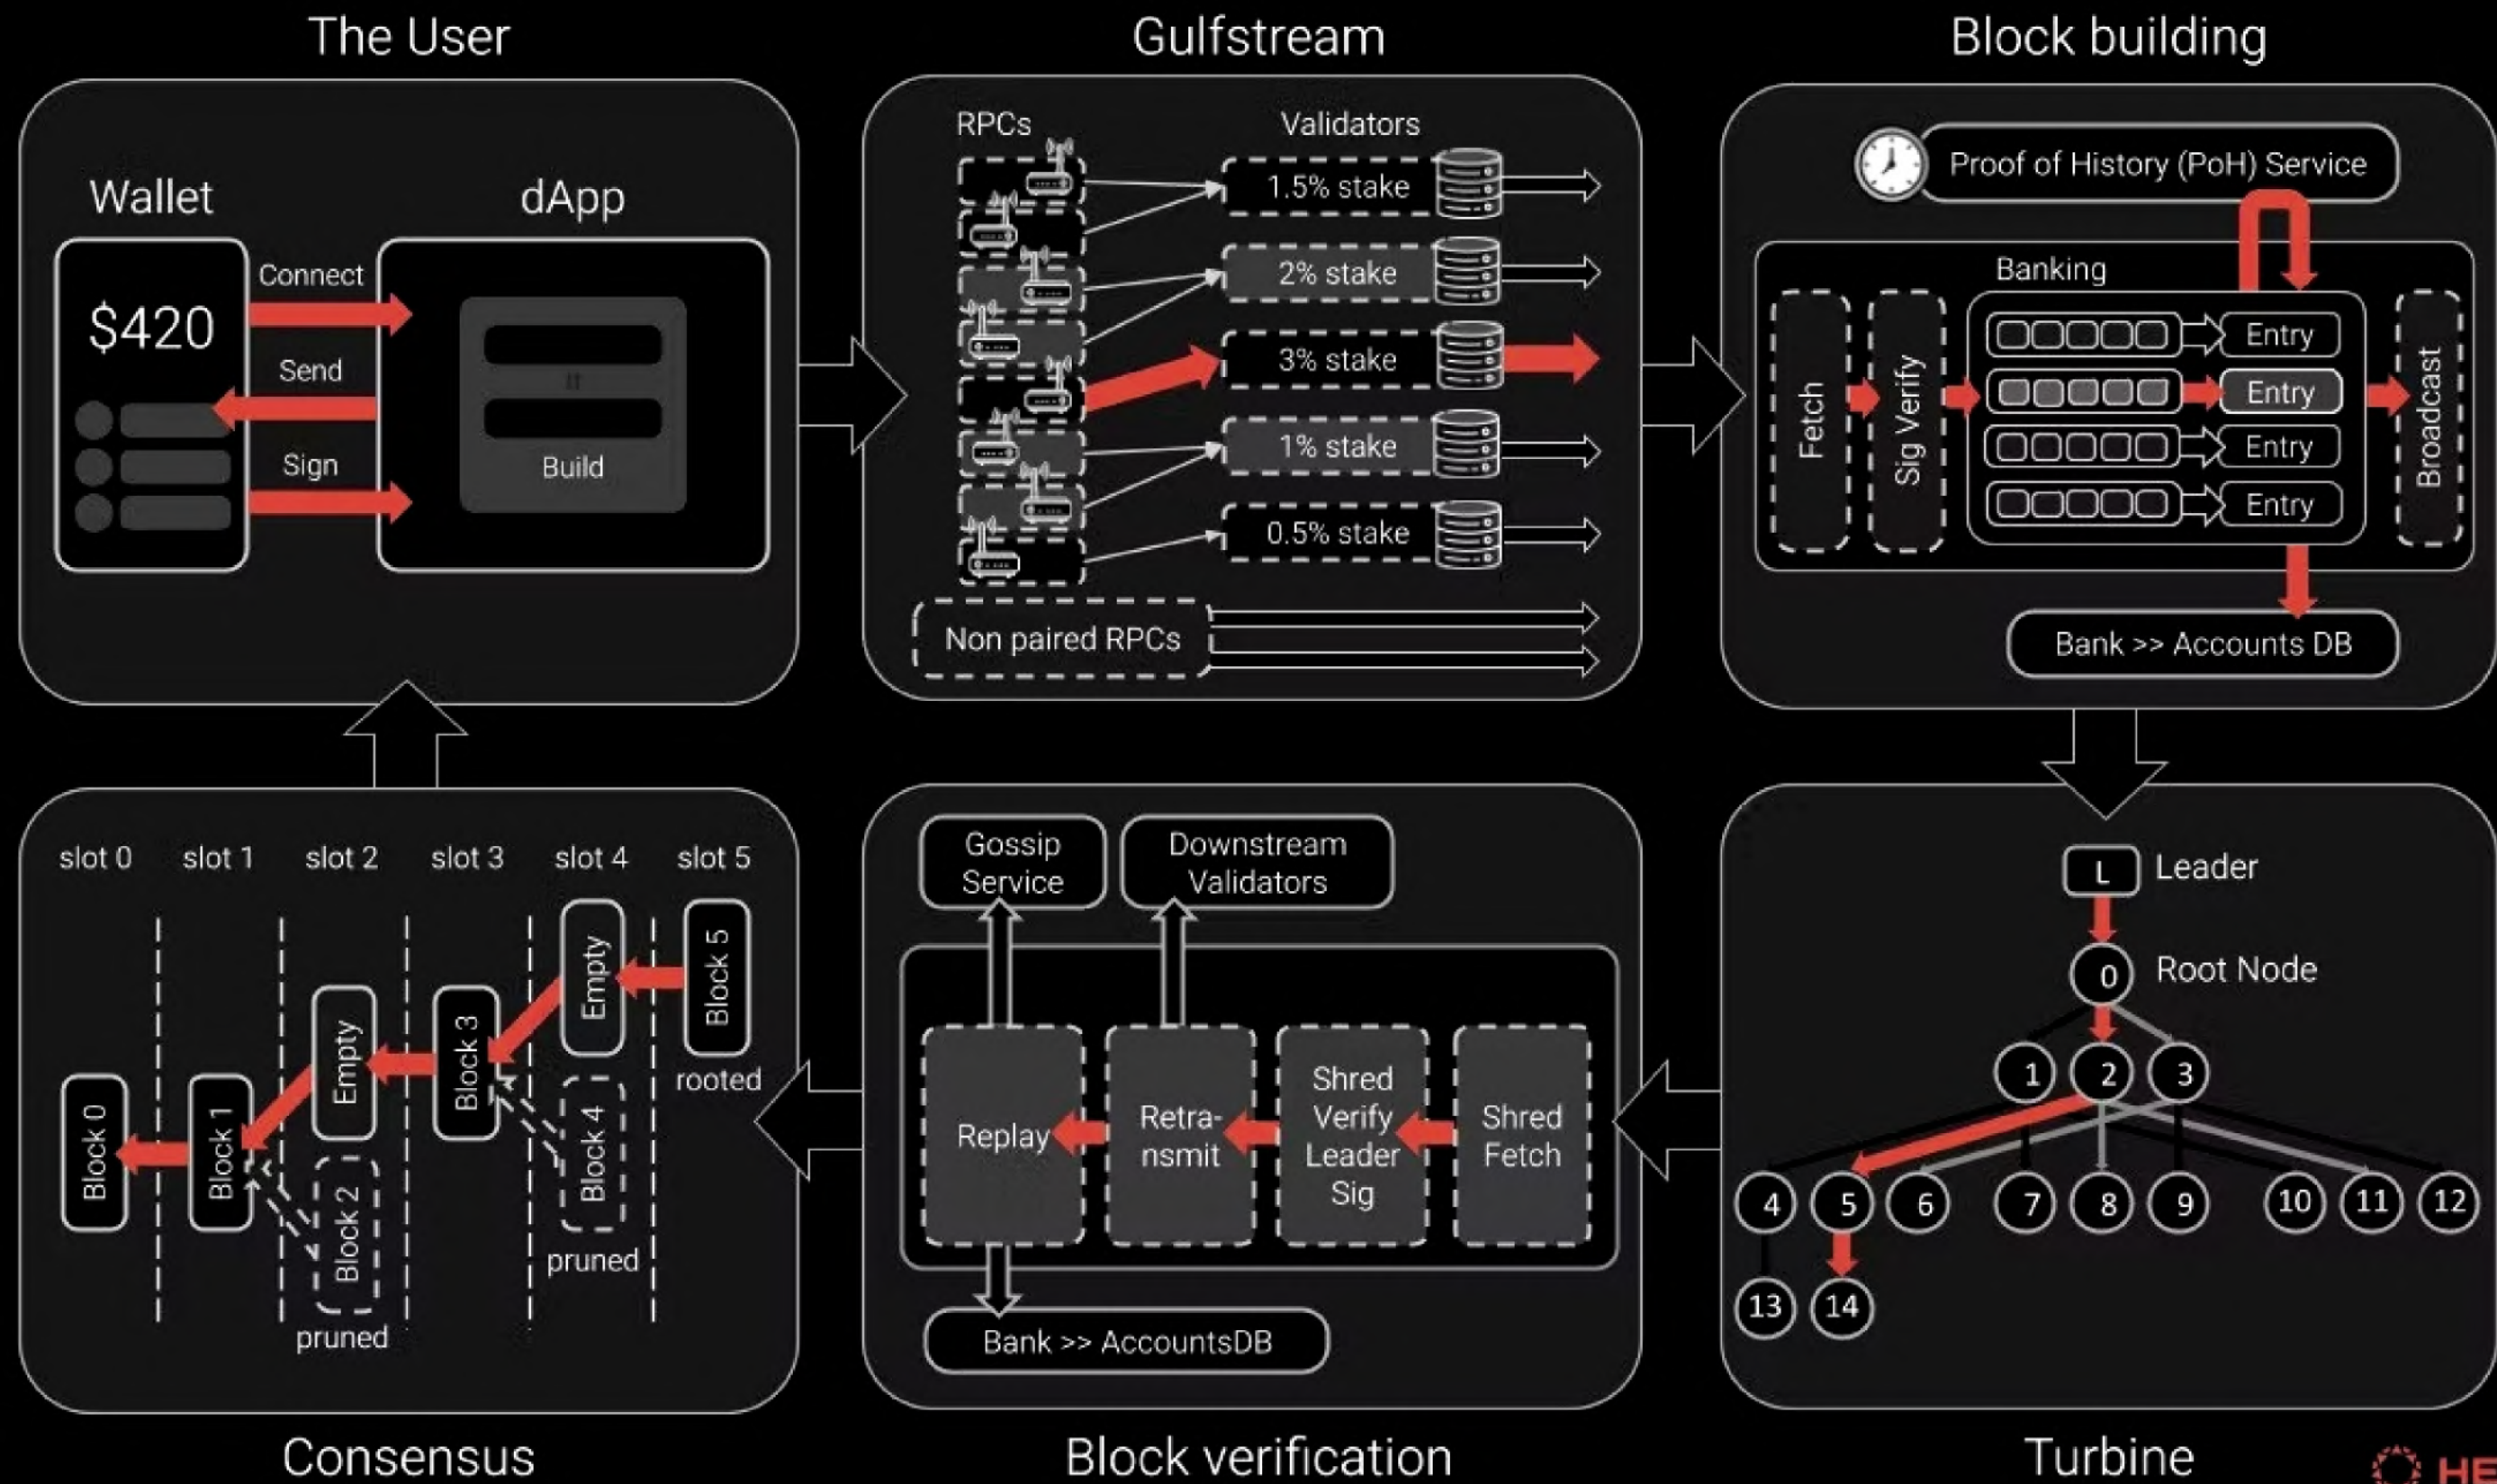 The User
Gulfstream
Block building
Wallet
dApp
$420
Connect
Send
Sign
Build
RPCs
Validators
1.5% stake
2% stake
3% stake
1% stake
0.5% stake
Non paired RPCs
Proof of History (PoH) Service
Banking
Fetch
Sig Verify
Entry
Entry
Entry
Entry
Broadcast
Bank >> Accounts DB
slot 0
slot 1
slot 2
slot 3
slot 4
slot 5
Block 0
Block 1
Empty
Block 2
pruned
Block 3
Empty
Block 4
pruned
Block 5
rooted
Gossip
Service
Downstream
Validators
Replay
Retra-
nsmit
Shred
Verify
Leader
Sig
Shred
Fetch
Bank >> AccountsDB
L
Leader
0
Root Node
1
2
3
4
5
6
7
8
9
10
11
12
13
14
Consensus
Block verification
Turbine
HE